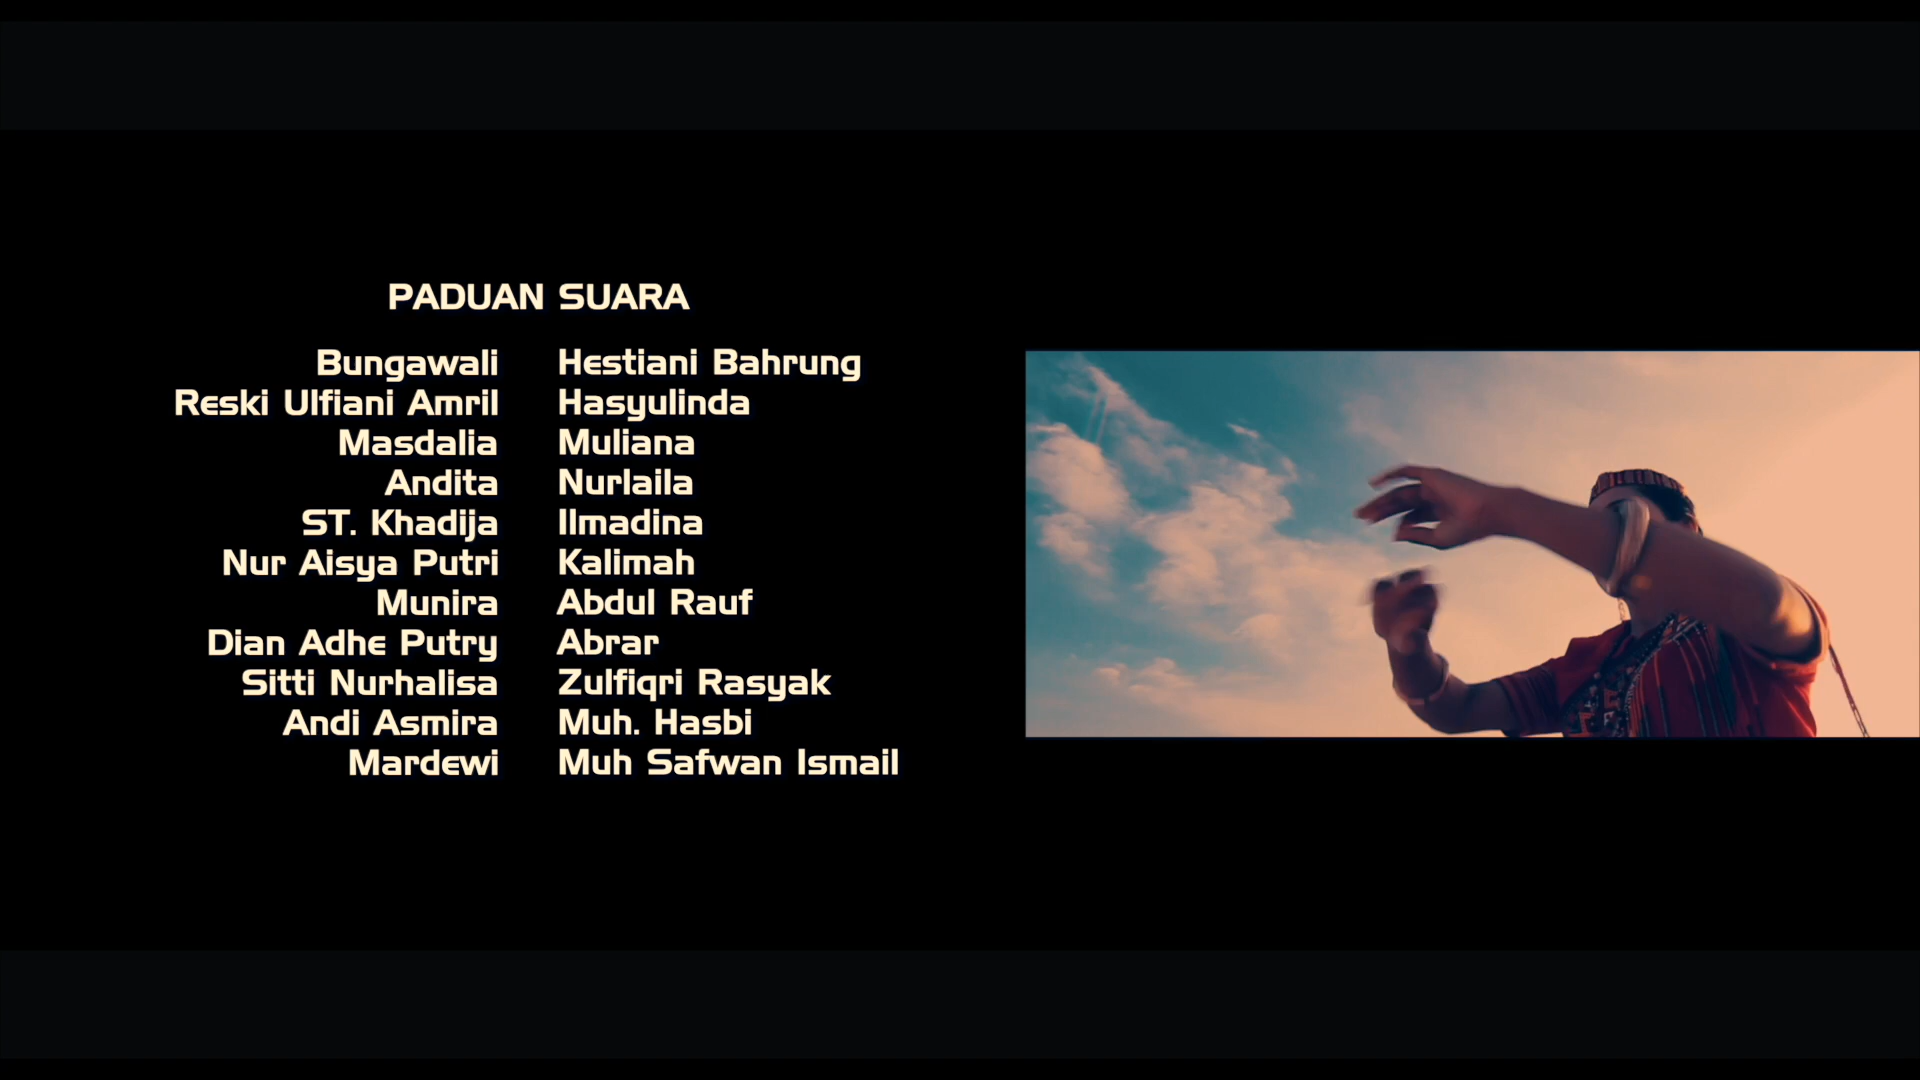 PADUAN SUARA
Bungawali Hestiani Bahrung
Reski Ulfiani Amril Hasyulinda
Masdalia Muliana
Andita Nurlaila
ST. Khadija Ilmadina
Nur Aisya Putri Kalimah
Munira Abdul Rauf
Dian Adhe Putry Abrar
Sitti Nurhalisa Zulfiqri Rasyak
Andi Asmira Muh. Hasbi
Mardewi Muh Safwan Ismail